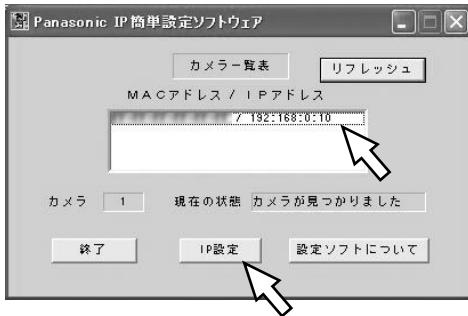 Panasonic IP簡単設定ソフトウェア
カメラ一覧表
リフレッシュ
MACアドレス / IPアドレス
/ 192:168:0:10
カメラ 1 現在の状態 カメラが見つかりました
終了 IP設定 設定ソフトについて